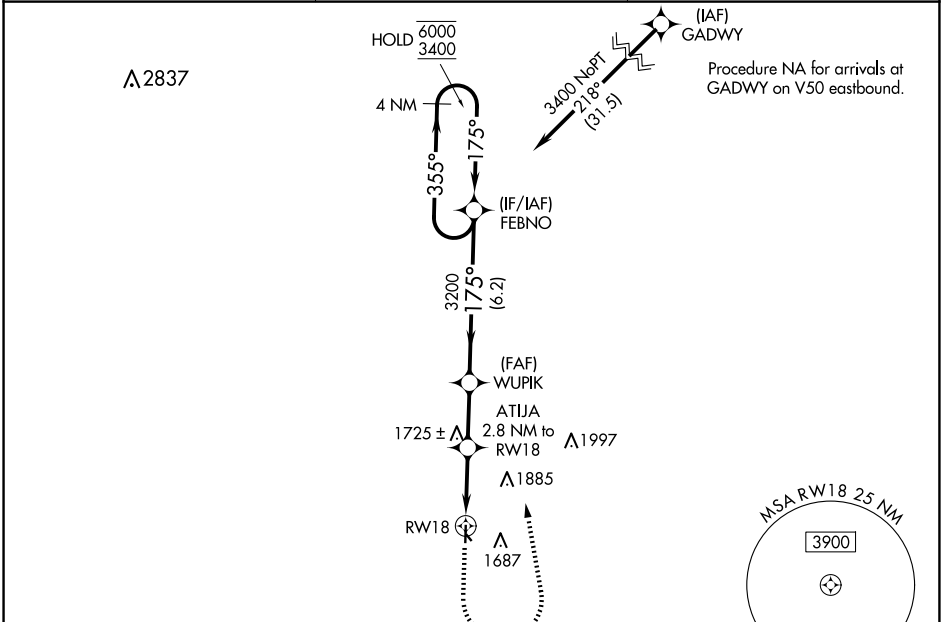 (IAF)
GADWY
HOLD 6000
3400
2837
Procedure NA for arrivals at
GADWY on V50 eastbound.
3400 NoPT
218°
(31.5)
4 NM
175°
355°
(IF/IAF)
FEBNO
3200
175°
(6.2)
(FAF)
WUPIK
ATIJA
2.8 NM to
RW18
1725 ±
1997
1885
RW18
1687
MSA RW18 25 NM
3900